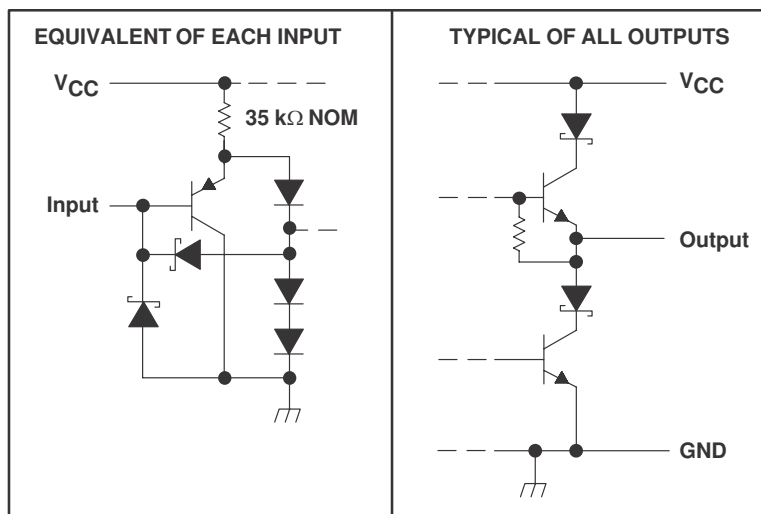 EQUIVALENT OF EACH INPUT
VCC
35 kΩ NOM
Input
TYPICAL OF ALL OUTPUTS
VCC
Output
GND